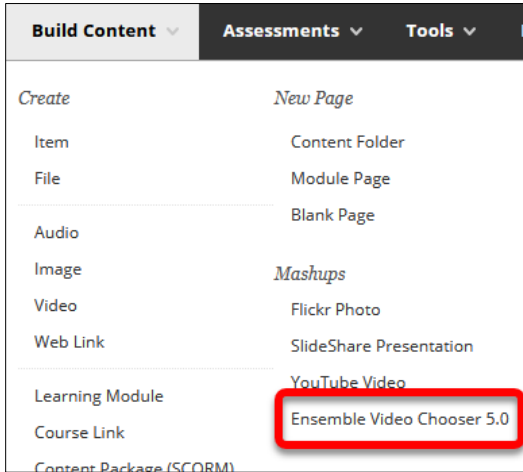 Build Content
Assessments
Tools
Create
Item
File
Audio
Image
Video
Web Link
Learning Module
Course Link
Content Package (SCORM)
New Page
Content Folder
Module Page
Blank Page
Mashups
Flickr Photo
SlideShare Presentation
YouTube Video
Ensemble Video Chooser 5.0